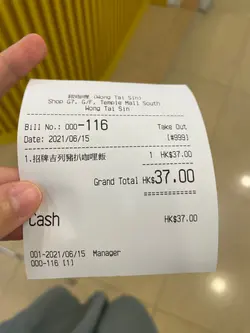 (Wong Tai Sin)
Shop G7, G/F, Temple Mall South
Wong Tai Sin
Bill No.: 000-116 Take Out
Date: 2021/06/15 [#999]
1.招牌吉列豬扒咖哩飯 1 HK$37.00
Grand Total HK$37.00
============
Cash HK$37.00
001-2021/06/15 Manager
000-116 [1]